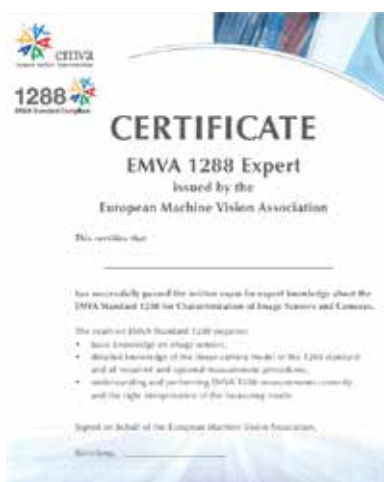 emva
1288
EMVA Standard Compliant
CERTIFICATE
EMVA 1288 Expert
issued by the
European Machine Vision Association
This certifies that
has successfully passed the written exam for expert knowledge about the
EMVA Standard 1288 for Characterization of Image Sensors and Cameras.
The exam on EMVA Standard 1288 requires
• basic knowledge on image sensors,
• detailed knowledge of the linear camera model of the 1288 standard
and all required and optional measurement procedures,
• understanding and performing EMVA 1288 measurements correctly
and the right interpretation of the measuring results.
Signed on behalf of the European Machine Vision Association,
Barcelona,